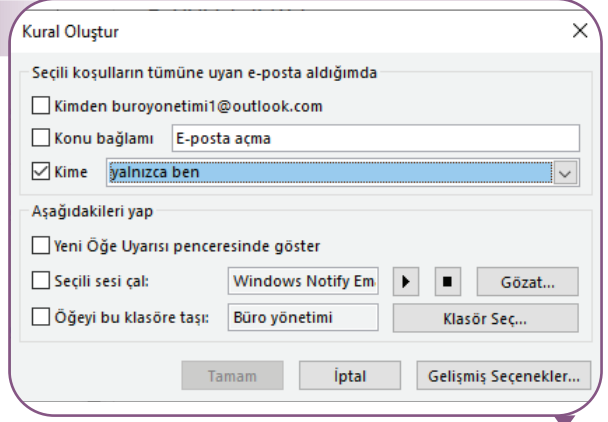 Kural Oluştur
Seçili koşulların tümüne uyan e-posta aldığımda
Kimden buroyonetimi1@outlook.com
Konu bağlamı E-posta açma
Kime yalnızca ben
Aşağıdakileri yap
Yeni Öğe Uyarısı penceresinde göster
Seçili sesi çal: Windows Notify Em Gözat...
Öğeyi bu klasöre taşı: Büro yönetimi Klasör Seç...
Tamam İptal Gelişmiş Seçenekler...